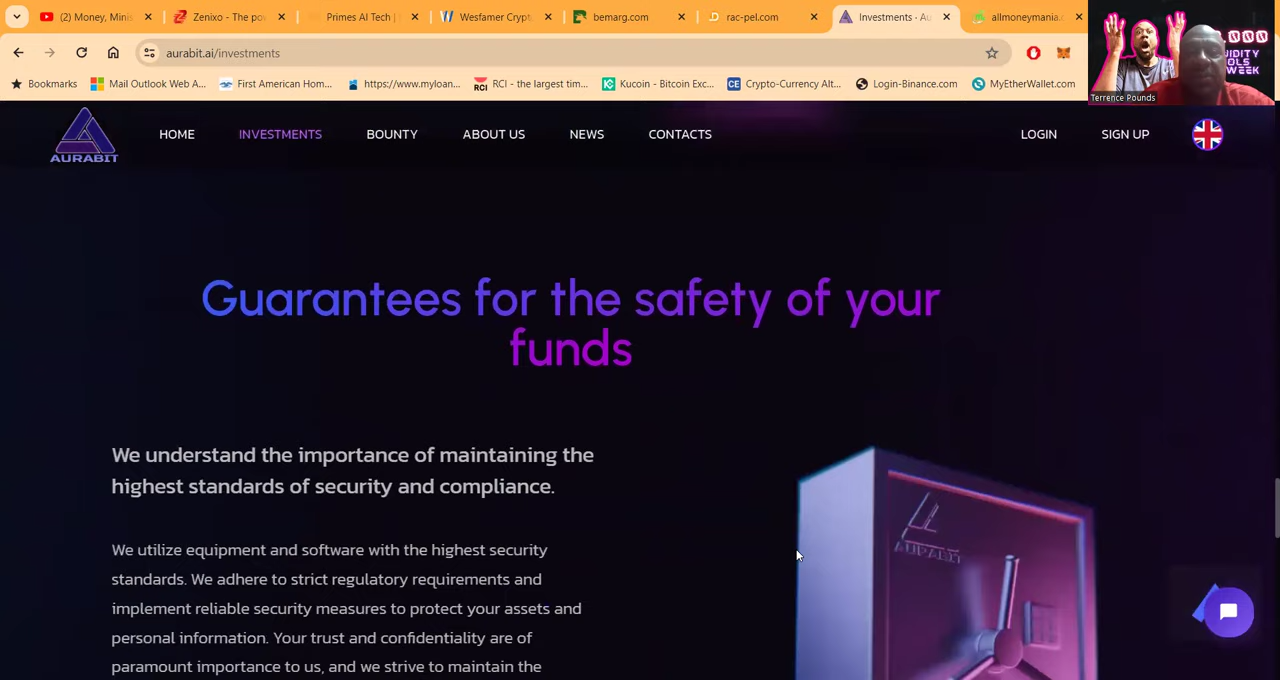 (2) Money, Minis
Zenixo - The po
Primes AI Tech |
Wesfamer Crypt
bemarg.com
rac-pel.com
Investments - Au
allmoneymania.
aurabit.ai/investments
Bookmarks
Mail Outlook Web A...
First American Hom...
https://www.myloan...
RCI - the largest tim...
Kucoin - Bitcoin Exc...
Crypto-Currency Alt...
Login-Binance.com
MyEtherWallet.com
Terrence Pounds
WEEK
AURABIT
HOME
INVESTMENTS
BOUNTY
ABOUT US
NEWS
CONTACTS
LOGIN
SIGN UP
Guarantees for the safety of your
funds
We understand the importance of maintaining the
highest standards of security and compliance.
We utilize equipment and software with the highest security
standards. We adhere to strict regulatory requirements and
implement reliable security measures to protect your assets and
personal information. Your trust and confidentiality are of
paramount importance to us, and we strive to maintain the
AURABIT